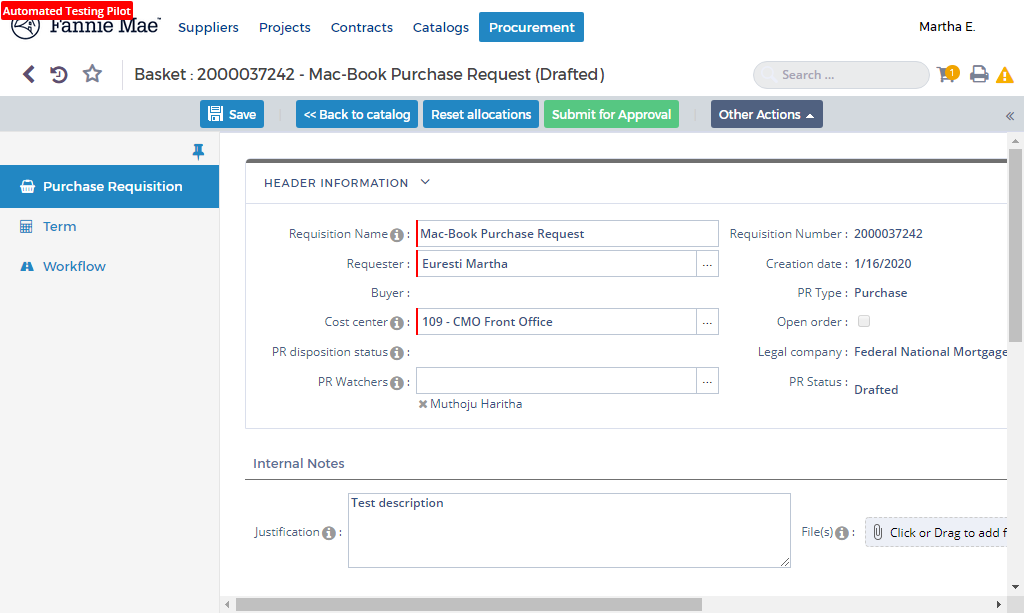 Automated Testing Pilot
Fannie Mae
Suppliers Projects Contracts Catalogs Procurement Martha E.
Basket : 2000037242 - Mac-Book Purchase Request (Drafted) Search ... 1
Save << Back to catalog Reset allocations Submit for Approval Other Actions
Purchase Requisition
Term
Workflow
HEADER INFORMATION
Requisition Name : Mac-Book Purchase Request Requisition Number : 2000037242
Requester : Euresti Martha ... Creation date : 1/16/2020
Buyer : PR Type : Purchase
Cost center : 109 - CMO Front Office ... Open order :
PR disposition status : Legal company : Federal National Mortgage
PR Watchers : ... PR Status : Drafted
Muthoju Haritha
Internal Notes
Justification : Test description File(s) : Click or Drag to add f